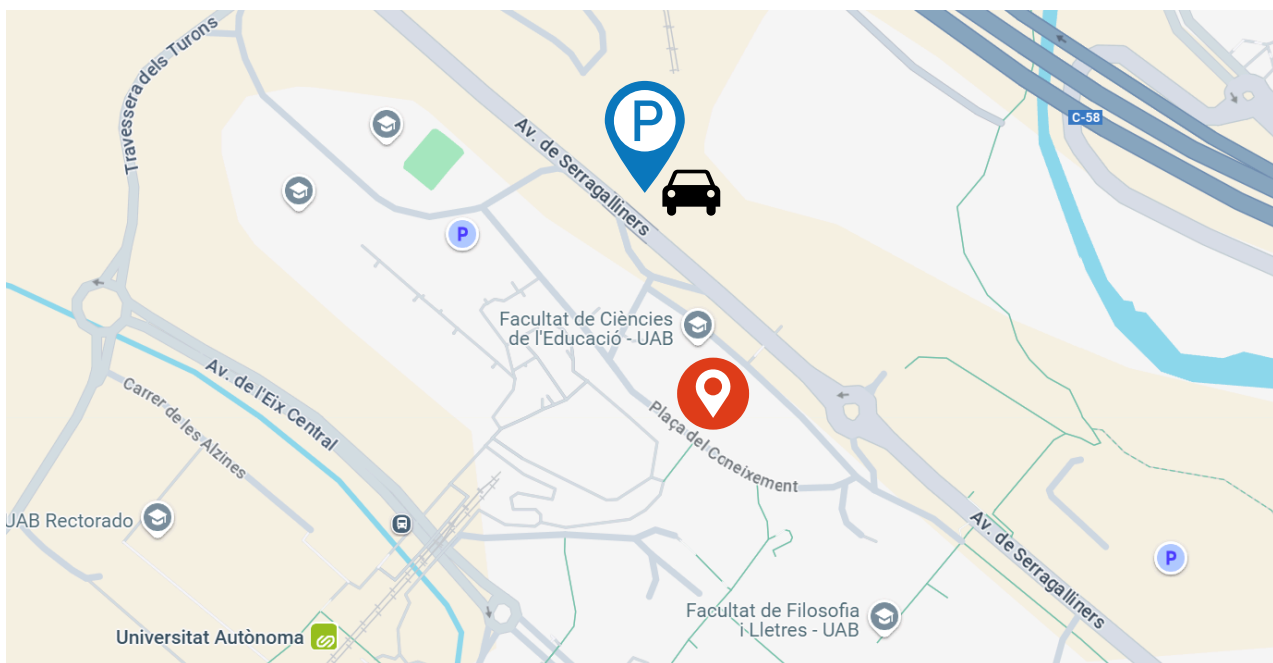 Travessera dels Turons
P
Av. de Serragalliners
C-58
P
Facultat de Ciències
de l'Educació - UAB
Av. de l'Eix Central
Carrer de les Alzines
Plaça del Coneixement
UAB Rectorado
Av. de Serragalliners
P
Facultat de Filosofia
i Lletres - UAB
Universitat Autònoma